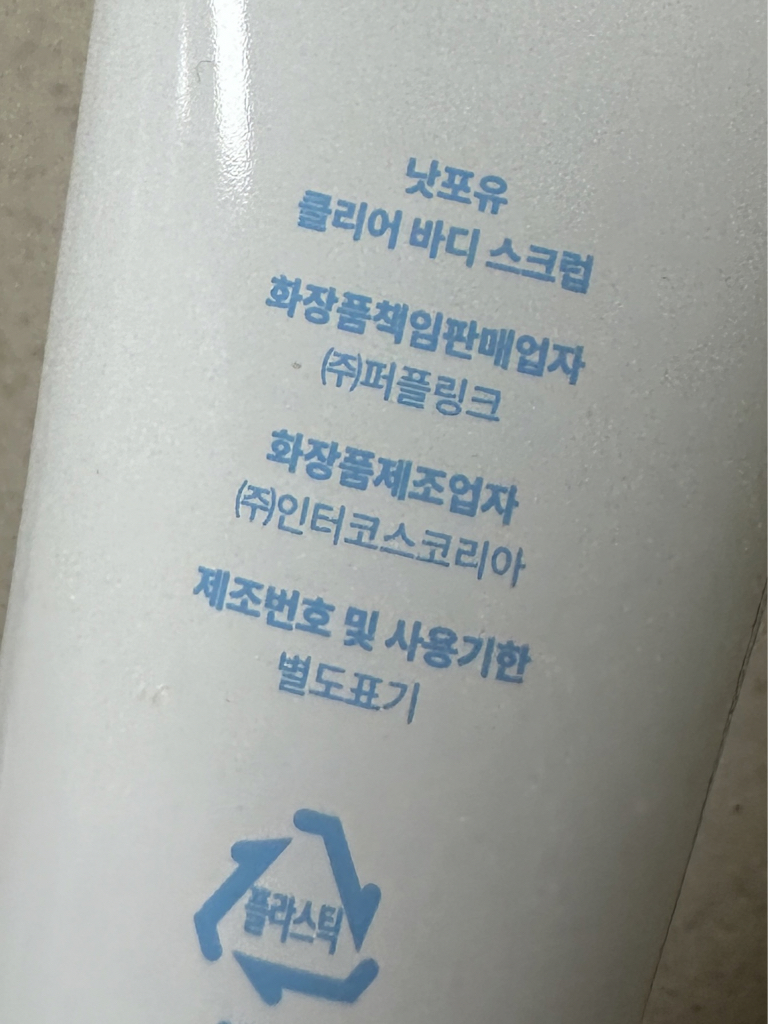 낫포유
클리어 바디 스크럽
화장품책임판매업자
㈜퍼플링크
화장품제조업자
㈜인터코스코리아
제조번호 및 사용기한
별도표기
플라스틱